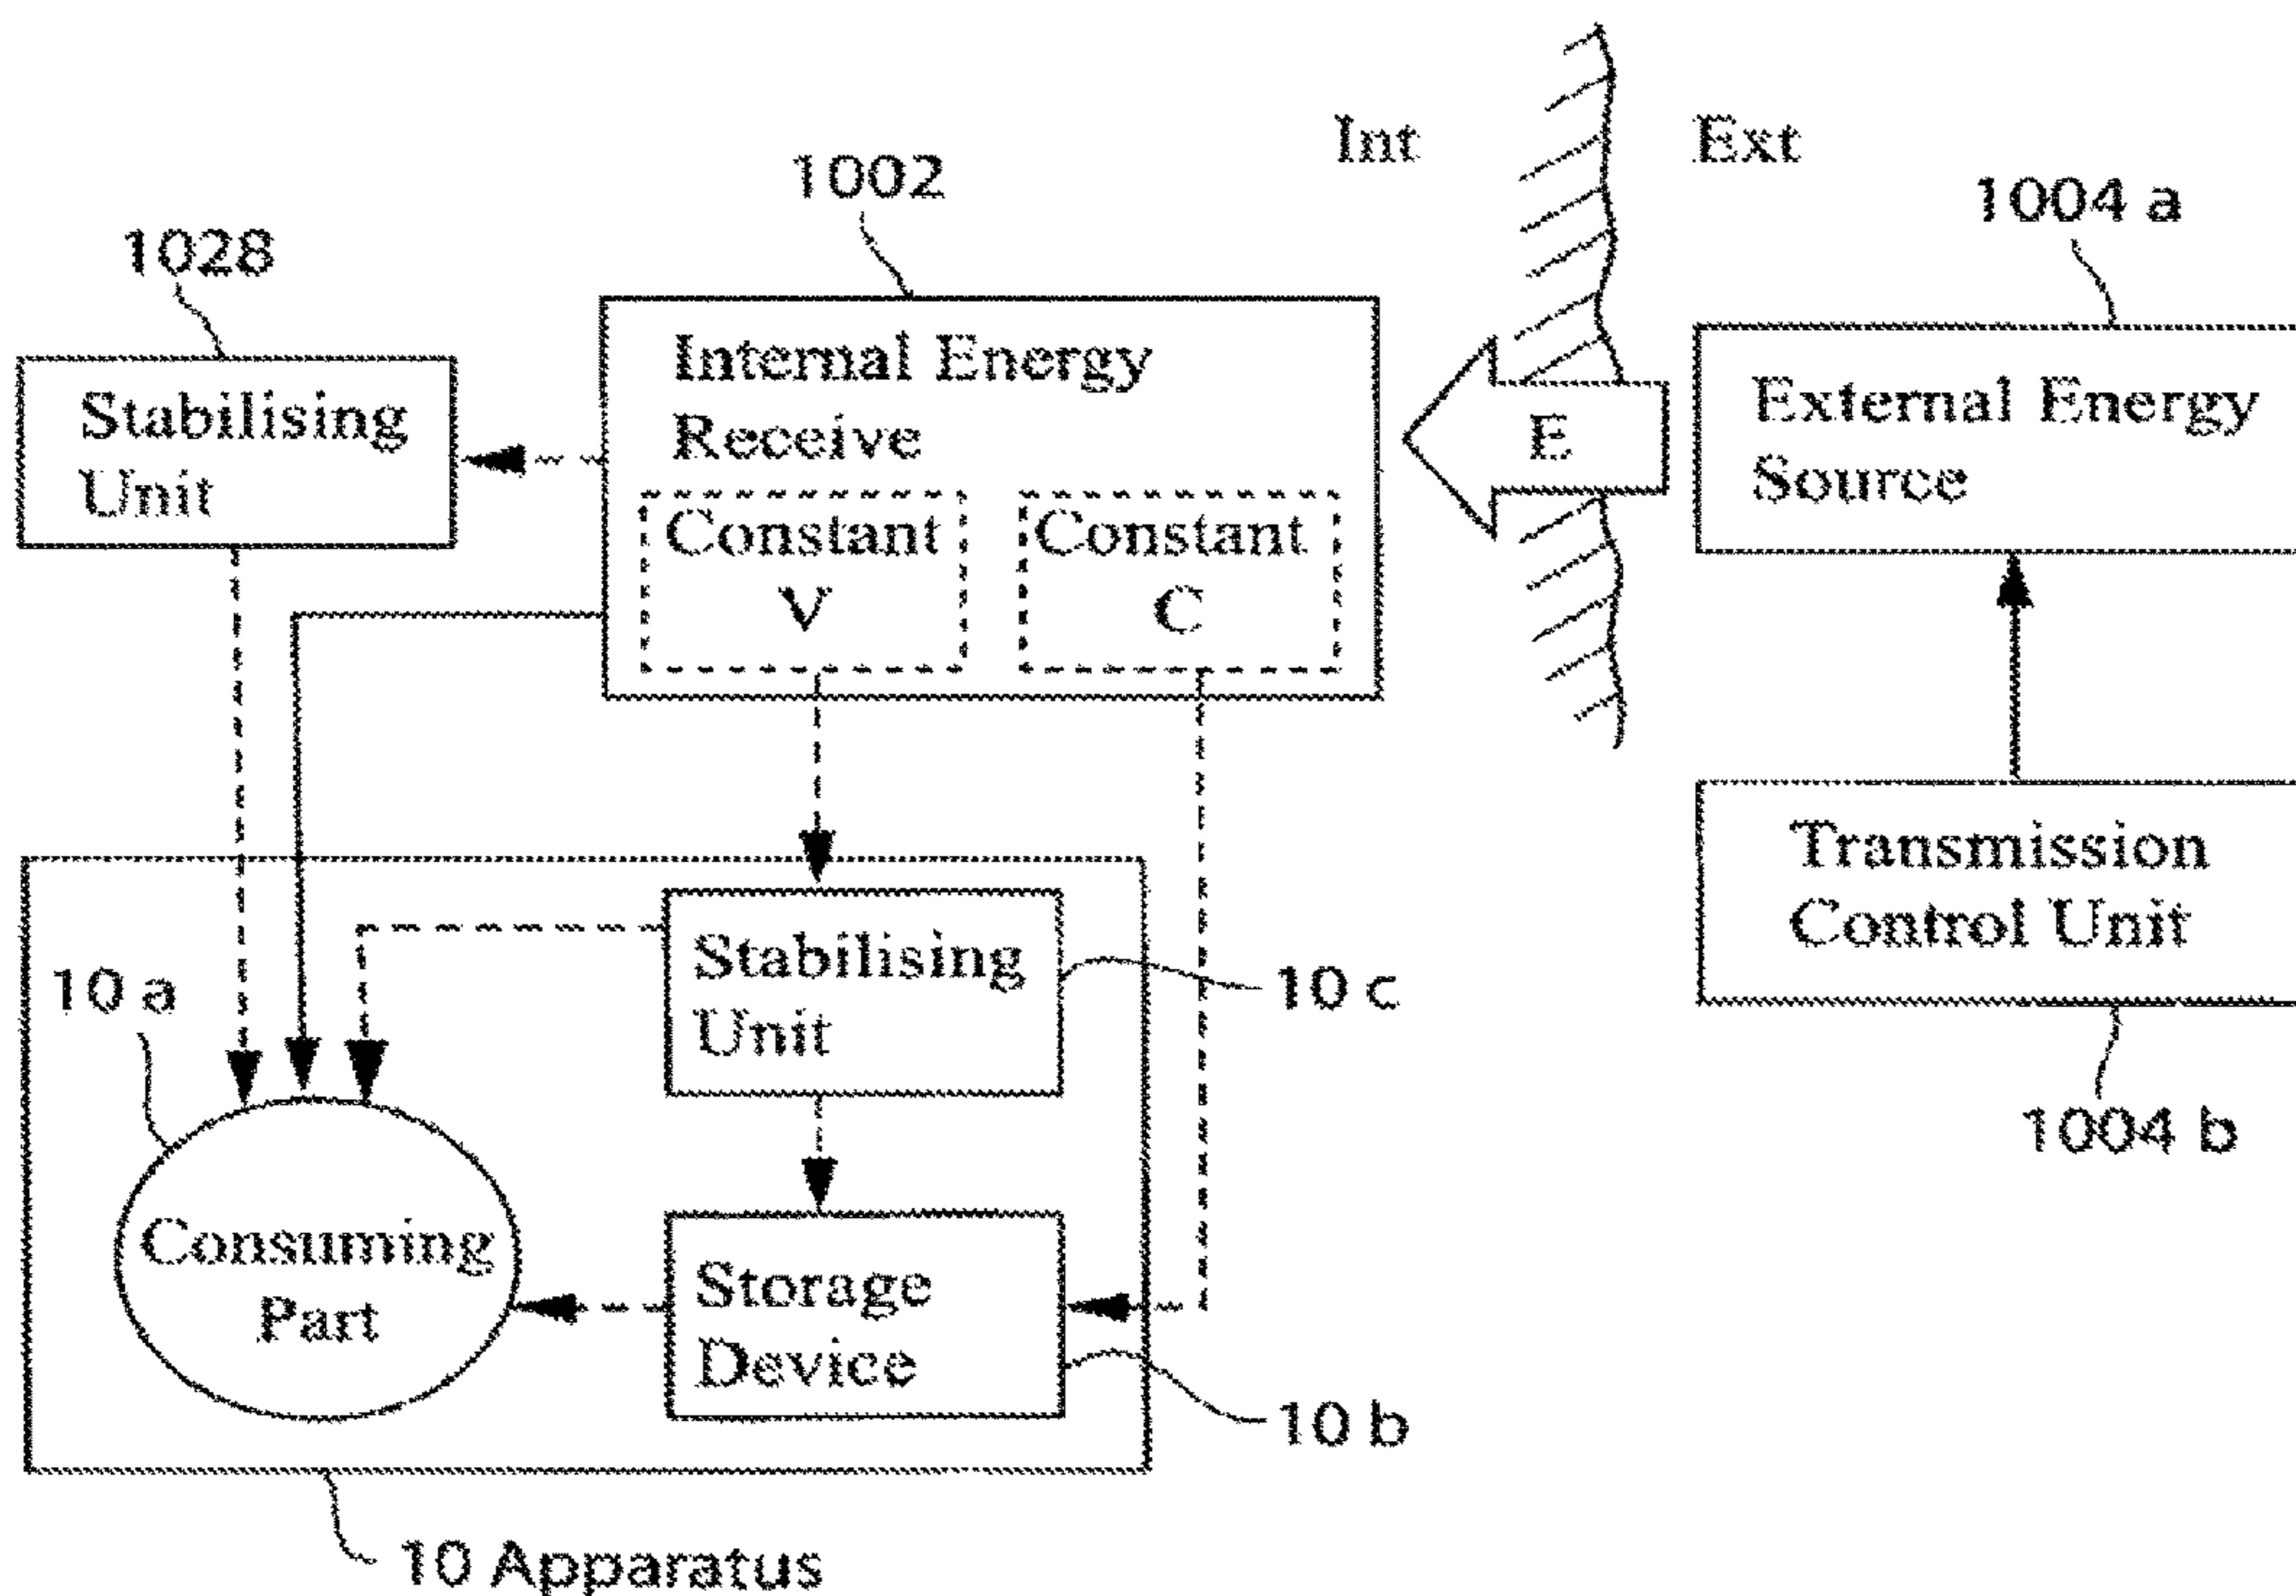 Int
Ext
1002
1004 a
1028
Internal Energy
Receive
Stabilising
Unit
E
External Energy
Source
Constant
V
Constant
C
Transmission
Control Unit
Stabilising
Unit
10 a
10 c
1004 b
Consuming
Part
Storage
Device
10 b
10 Apparatus